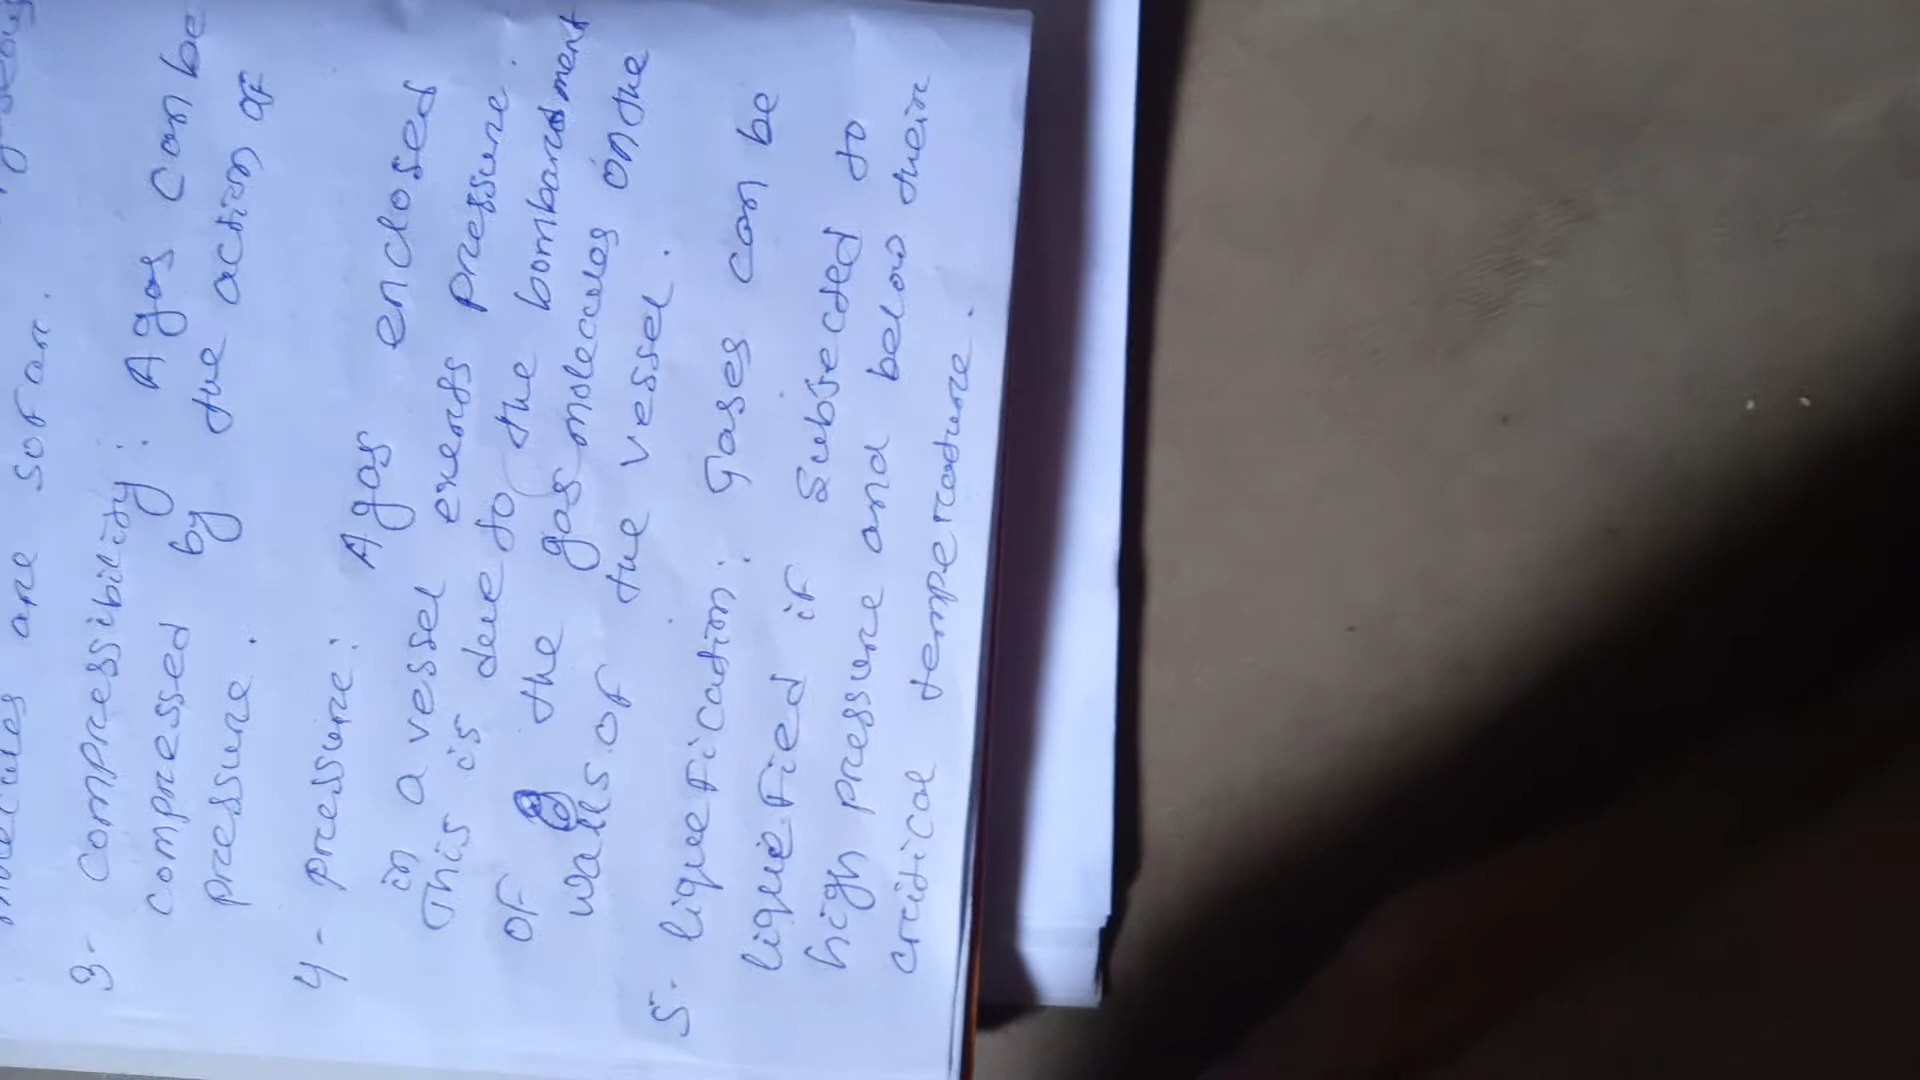 molecules are so far.
3- Compressibility: A gas can be
compressed by the action of
pressure.
4- pressure: A gas enclosed
in a vessel exerts pressure.
This is due to the bombardment
of the gas molecules on the
walls of the vessel.
5. liquefication: Gases can be
liquified if subjected to
high pressure and below their
critical temperature.